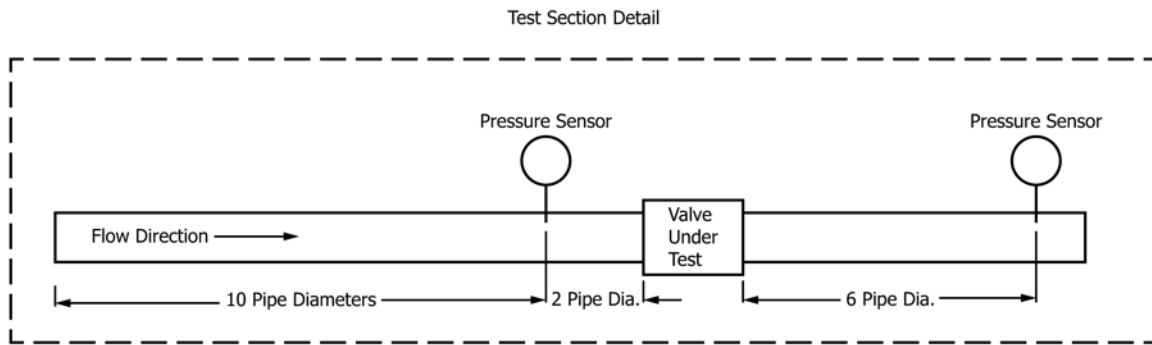 Test Section Detail
Pressure Sensor
Pressure Sensor
Flow Direction
Valve
Under
Test
10 Pipe Diameters
2 Pipe Dia.
6 Pipe Dia.